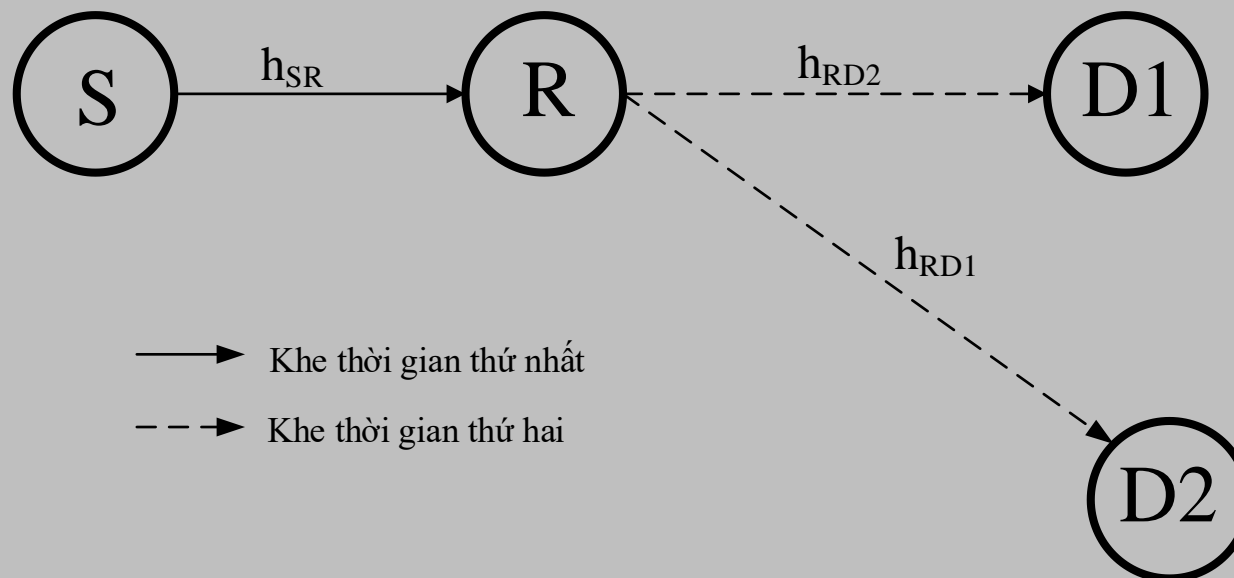 S
h_SR
R
h_RD2
D1
h_RD1
Khe thời gian thứ nhất
Khe thời gian thứ hai
D2